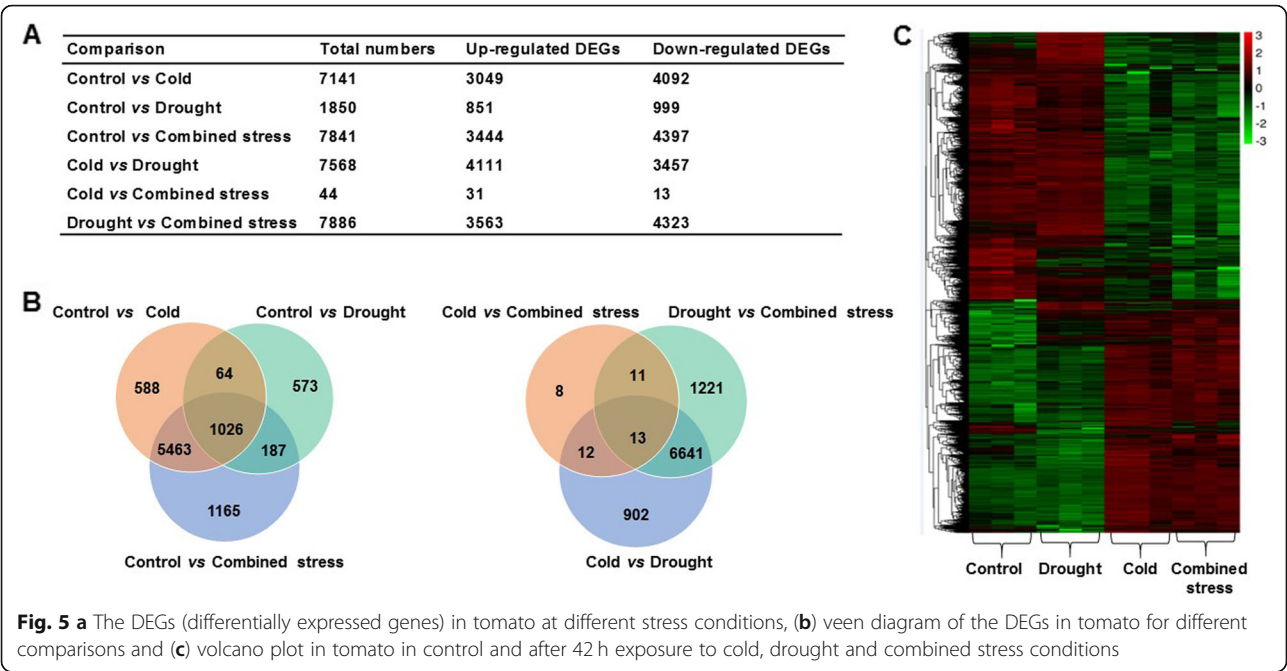 A
Comparison Total numbers Up-regulated DEGs Down-regulated DEGs
Control vs Cold 7141 3049 4092
Control vs Drought 1850 851 999
Control vs Combined stress 7841 3444 4397
Cold vs Drought 7568 4111 3457
Cold vs Combined stress 44 31 13
Drought vs Combined stress 7886 3563 4323
B
Control vs Cold
Control vs Drought
588
64
573
1026
5463
187
1165
Control vs Combined stress
Cold vs Combined stress
Drought vs Combined stress
8
11
1221
13
12
6641
902
Cold vs Drought
C
3
2
1
0
-1
-2
-3
Control Drought Cold Combined
stress
Fig. 5 a The DEGs (differentially expressed genes) in tomato at different stress conditions, (b) veen diagram of the DEGs in tomato for different
comparisons and (c) volcano plot in tomato in control and after 42 h exposure to cold, drought and combined stress conditions